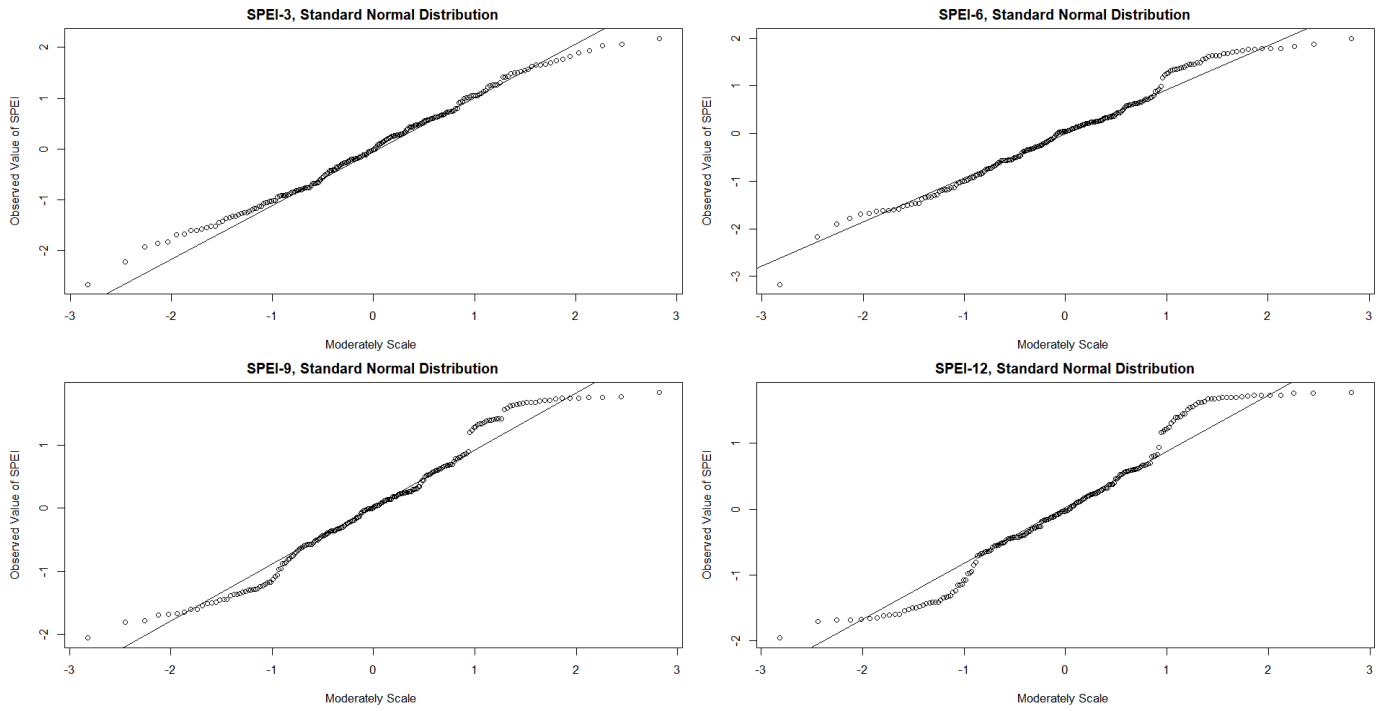 SPEI-3, Standard Normal Distribution
Observed Value of SPEI
2
1
0
-1
-2
-3 -2 -1 0 1 2 3
Moderately Scale
SPEI-6, Standard Normal Distribution
Observed Value of SPEI
2
1
0
-1
-2
-3
-3 -2 -1 0 1 2 3
Moderately Scale
SPEI-9, Standard Normal Distribution
Observed Value of SPEI
1
0
-1
-2
-3 -2 -1 0 1 2 3
Moderately Scale
SPEI-12, Standard Normal Distribution
Observed Value of SPEI
1
0
-1
-2
-3 -2 -1 0 1 2 3
Moderately Scale